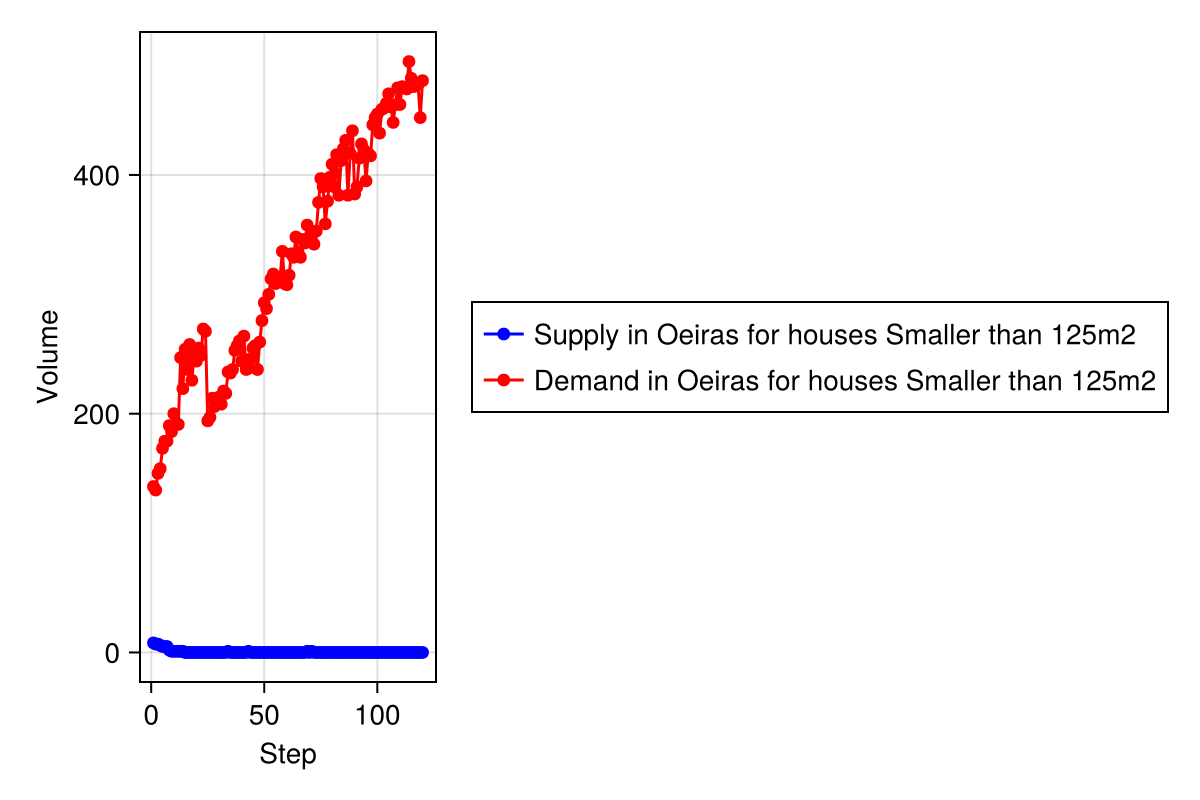 Volume
400
200
0
0 50 100
Step
Supply in Oeiras for houses Smaller than 125m2
Demand in Oeiras for houses Smaller than 125m2